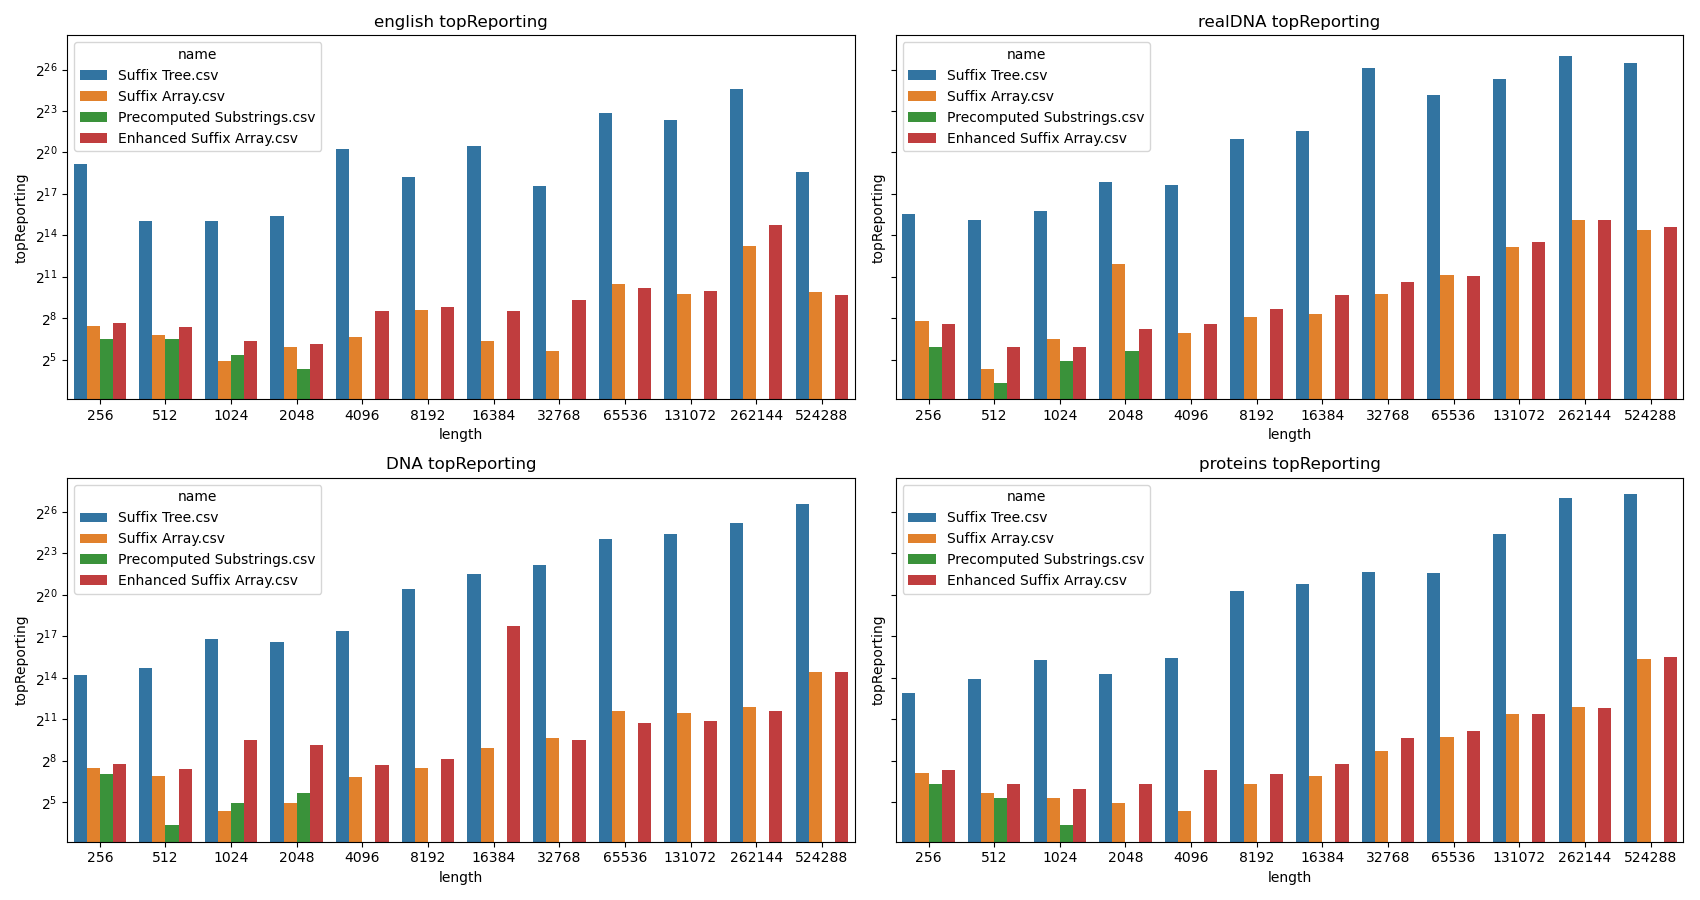 english topReporting
name
Suffix Tree.csv
Suffix Array.csv
Precomputed Substrings.csv
Enhanced Suffix Array.csv
2^26
2^23
2^20
2^17
2^14
2^11
2^8
2^5
topReporting
256 512 1024 2048 4096 8192 16384 32768 65536 131072 262144 524288
length
realDNA topReporting
name
Suffix Tree.csv
Suffix Array.csv
Precomputed Substrings.csv
Enhanced Suffix Array.csv
topReporting
256 512 1024 2048 4096 8192 16384 32768 65536 131072 262144 524288
length
DNA topReporting
name
Suffix Tree.csv
Suffix Array.csv
Precomputed Substrings.csv
Enhanced Suffix Array.csv
2^26
2^23
2^20
2^17
2^14
2^11
2^8
2^5
topReporting
256 512 1024 2048 4096 8192 16384 32768 65536 131072 262144 524288
length
proteins topReporting
name
Suffix Tree.csv
Suffix Array.csv
Precomputed Substrings.csv
Enhanced Suffix Array.csv
topReporting
256 512 1024 2048 4096 8192 16384 32768 65536 131072 262144 524288
length